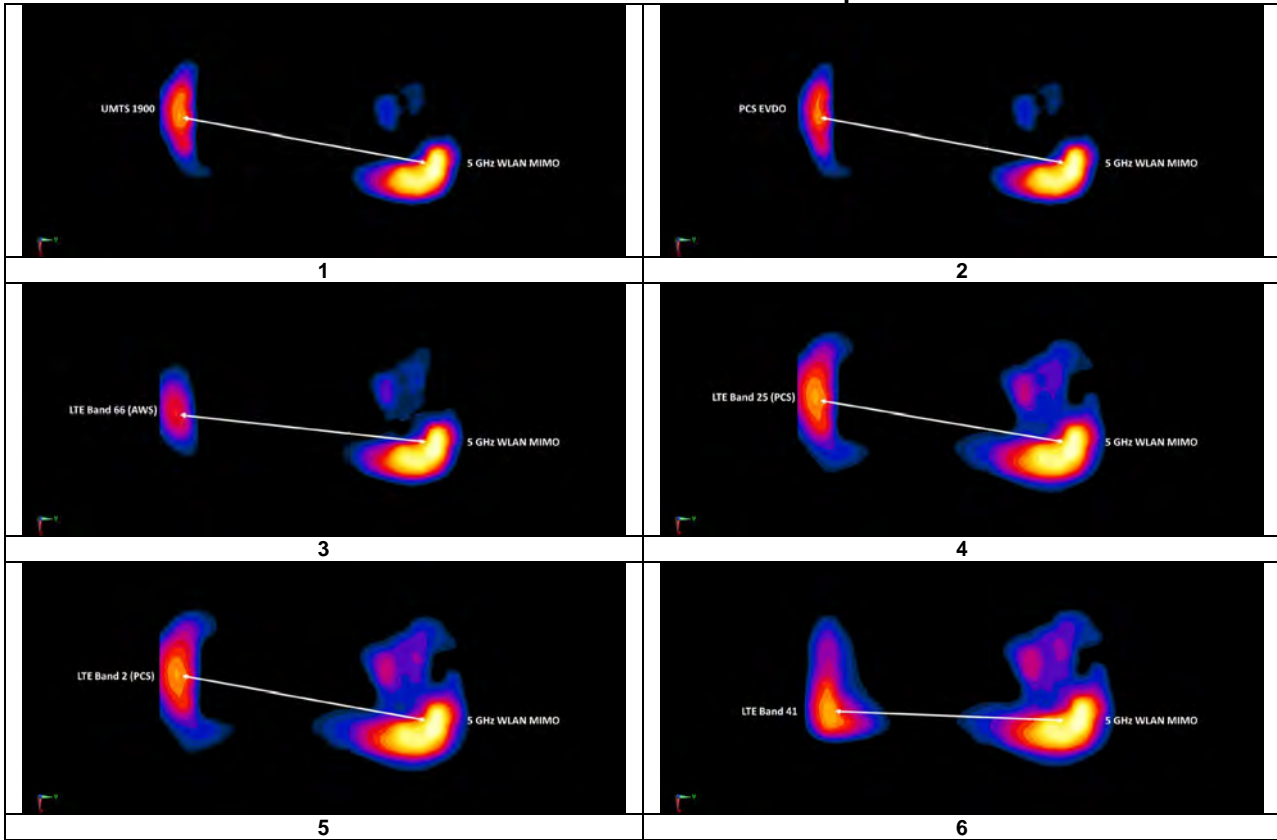 UMTS 1900
5 GHz WLAN MIMO
PCS EVDO
5 GHz WLAN MIMO
1
2
LTE Band 66 (AWS)
5 GHz WLAN MIMO
LTE Band 25 (PCS)
5 GHz WLAN MIMO
3
4
LTE Band 2 (PCS)
5 GHz WLAN MIMO
LTE Band 41
5 GHz WLAN MIMO
5
6